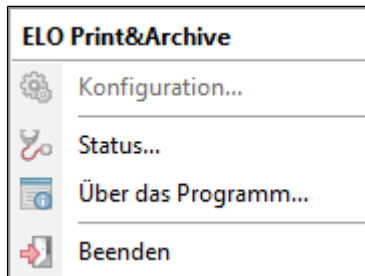 ELO Print&Archive
Konfiguration...
Status...
Über das Programm...
Beenden